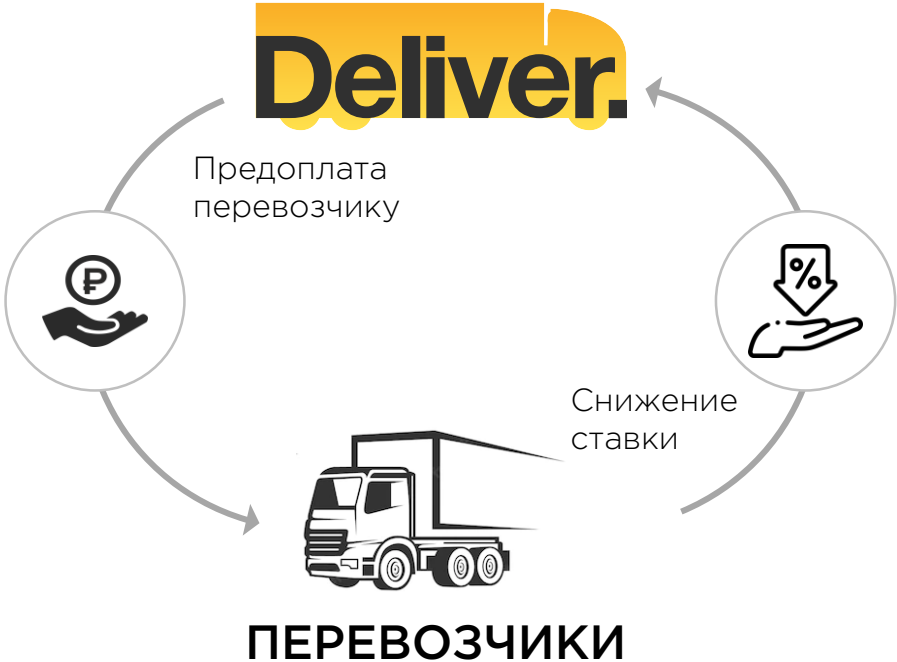 Deliver.
Предоплата
перевозчику
₽
%
Снижение
ставки
ПЕРЕВОЗЧИКИ